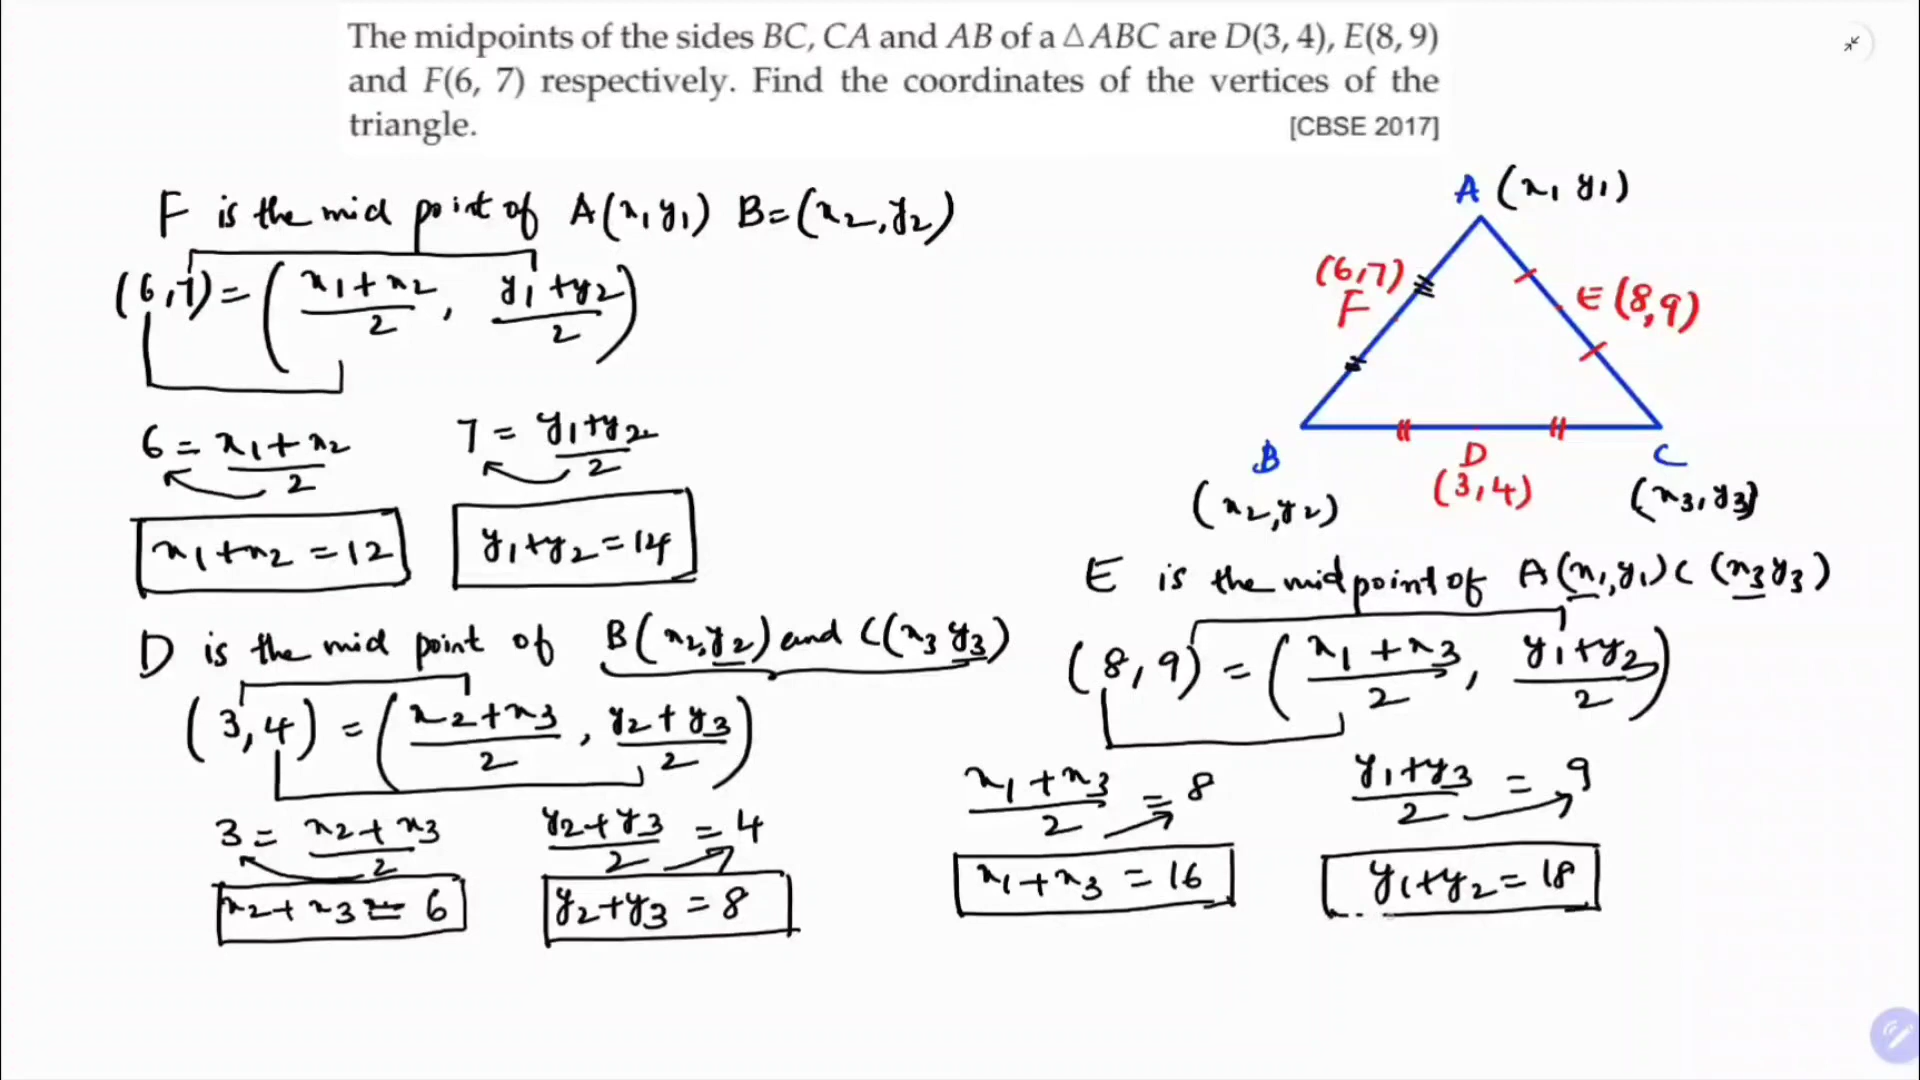 The midpoints of the sides BC, CA and AB of a △ABC are D(3, 4), E(8, 9)
and F(6, 7) respectively. Find the coordinates of the vertices of the
triangle. [CBSE 2017]
F is the mid point of A(x1 y1) B=(x2,y2)
(6,7) = (x1+x2/2, y1+y2/2)
6 = x1+x2/2
7 = y1+y2/2
x1+x2 = 12
y1+y2 = 14
D is the mid point of B(x2,y2) and C(x3 y3)
(3,4) = (x2+x3/2, y2+y3/2)
3 = x2+x3/2
y2+y3/2 = 4
x2+x3 = 6
y2+y3 = 8
A (x1 y1)
(6,7)
F
E (8,9)
B
D
C
(x2,y2)
(3,4)
(x3,y3)
E is the mid point of A(x1,y1) C (x3 y3)
(8,9) = (x1+x3/2, y1+y2/2)
x1+x3/2 = 8
y1+y3/2 = 9
x1+x3 = 16
y1+y2 = 18